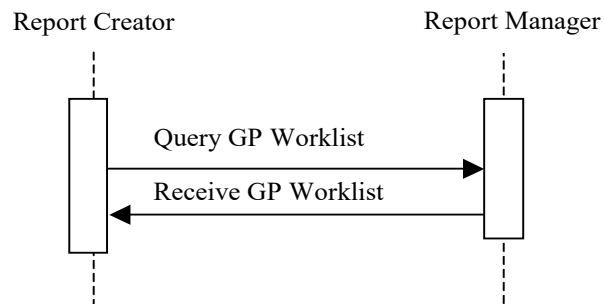 Report Creator
Report Manager
Query GP Worklist
Receive GP Worklist